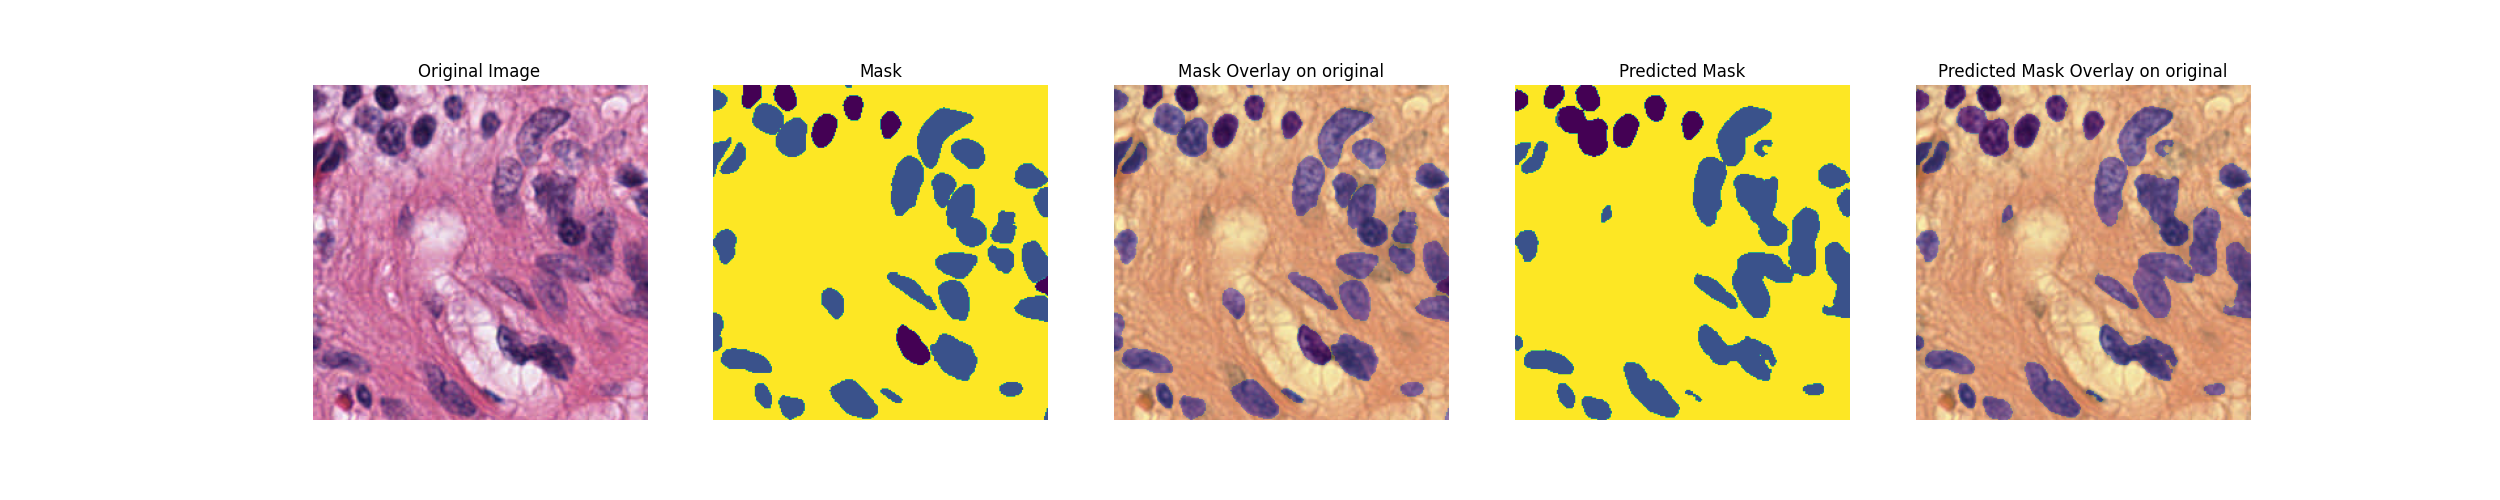 Original Image
Mask
Mask Overlay on original
Predicted Mask
Predicted Mask Overlay on original